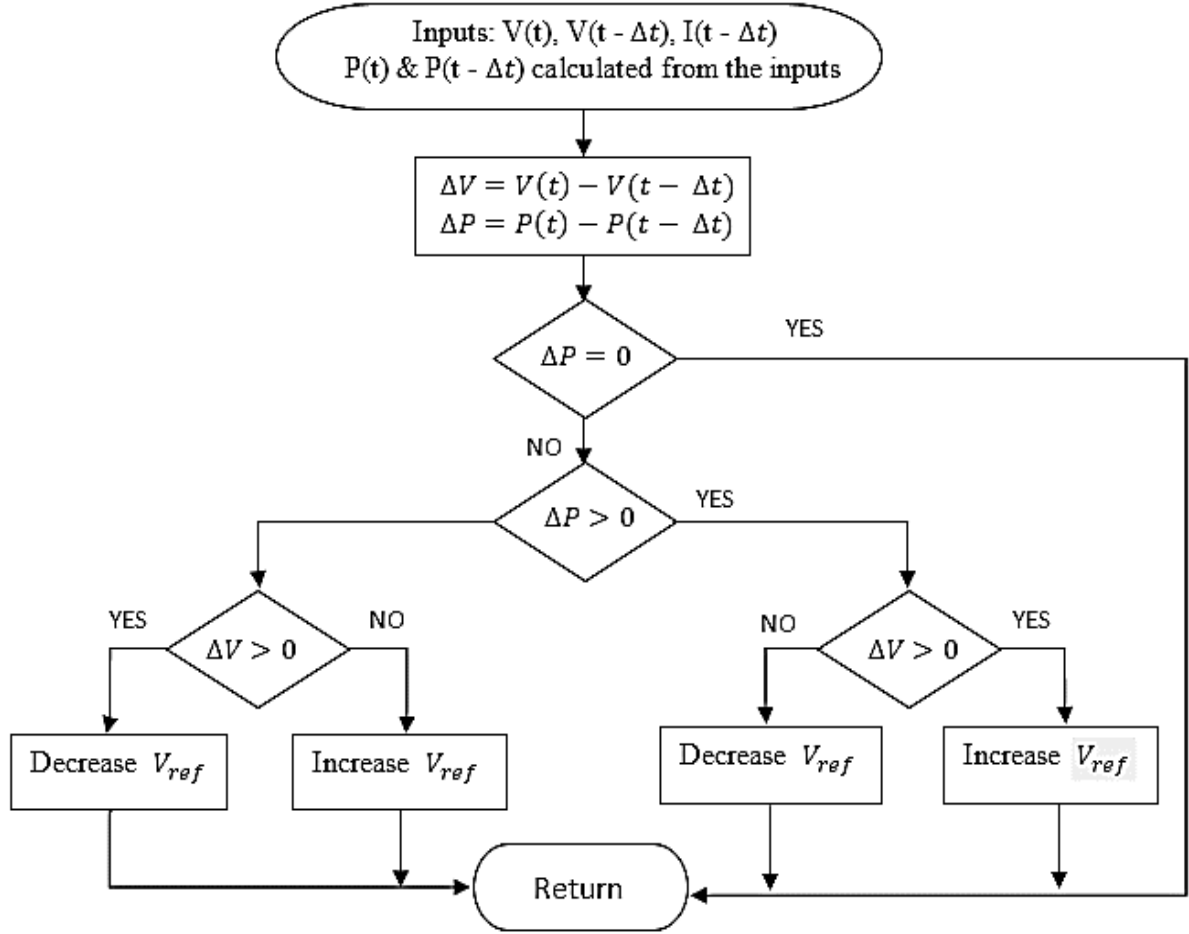 Inputs: V(t), V(t - Δt), I(t - Δt)
P(t) & P(t - Δt) calculated from the inputs
ΔV = V(t) − V(t − Δt)
ΔP = P(t) − P(t − Δt)
YES
ΔP = 0
NO
YES
ΔP > 0
YES
NO
NO
YES
ΔV > 0
ΔV > 0
Decrease V_ref
Increase V_ref
Decrease V_ref
Increase V_ref
Return